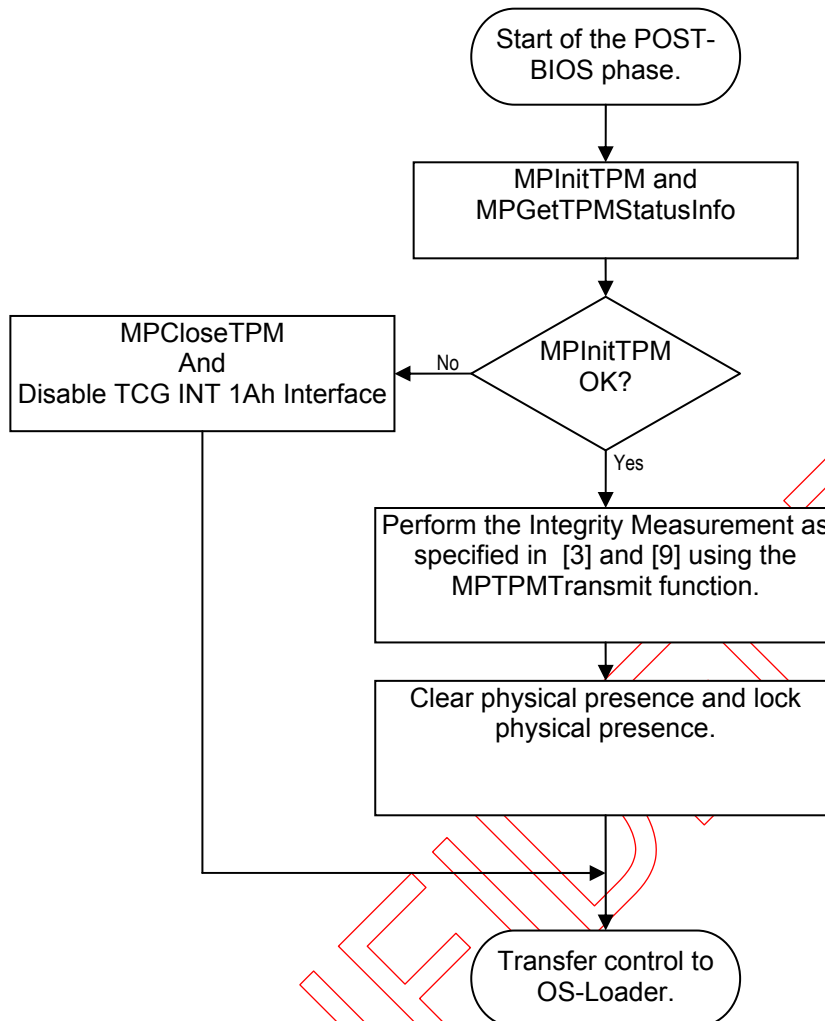 Start of the POST-
BIOS phase.
MPInitTPM and
MPGetTPMStatusInfo
MPCloseTPM
And
Disable TCG INT 1Ah Interface
No
MPInitTPM
OK?
Yes
Perform the Integrity Measurement as
specified in [3] and [9] using the
MPTPMTransmit function.
Clear physical presence and lock
physical presence.
Transfer control to
OS-Loader.